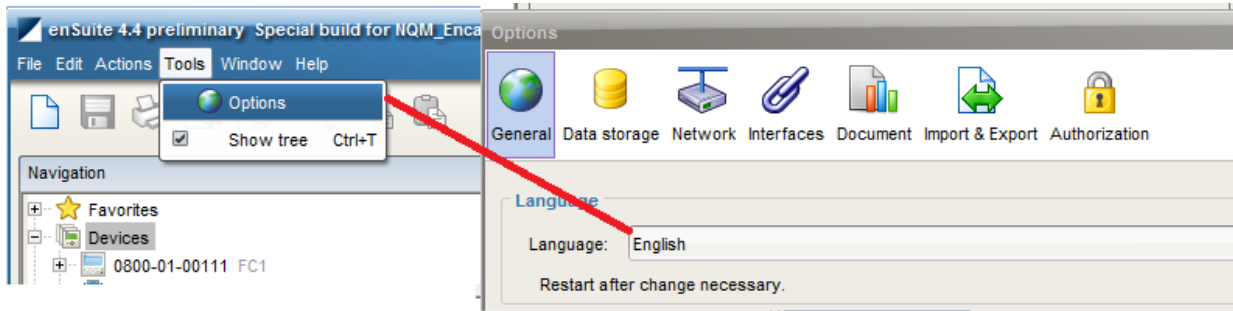 enSuite 4.4 preliminary Special build for NQM_Enca
File Edit Actions Tools Window Help
Options
Show tree Ctrl+T
Navigation
Favorites
Devices
0800-01-00111 FC1
Options
General Data storage Network Interfaces Document Import & Export Authorization
Language
Language: English
Restart after change necessary.